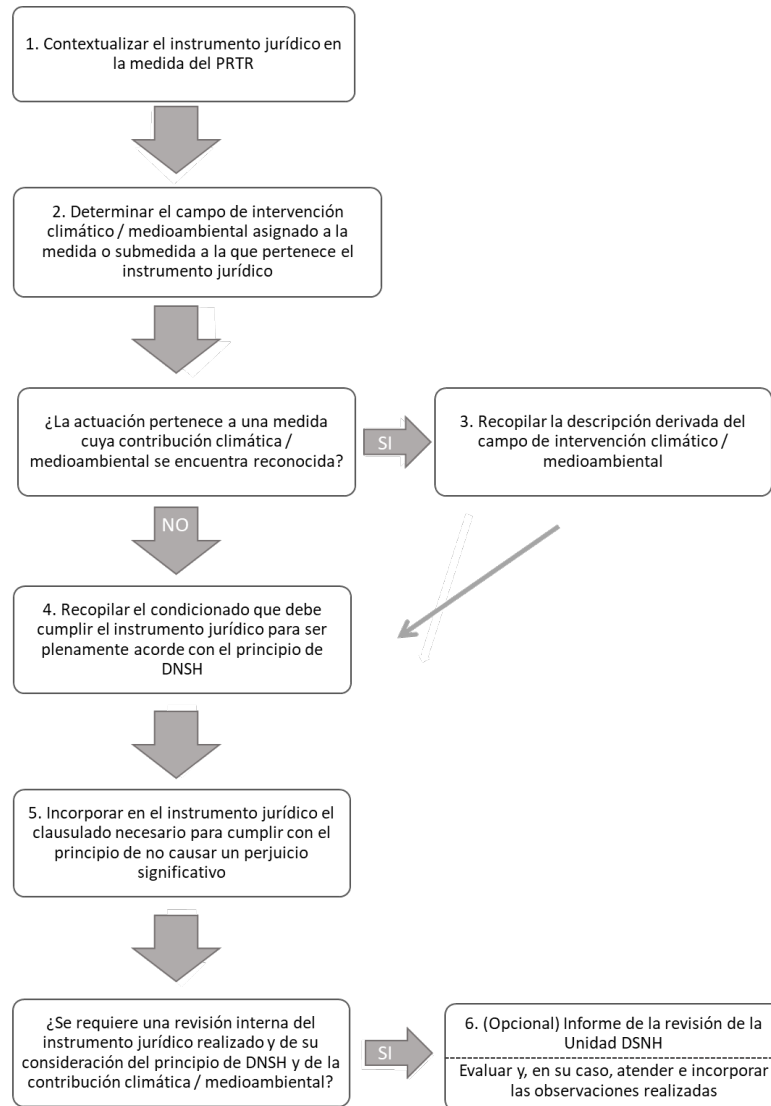 1. Contextualizar el instrumento jurídico en
la medida del PRTR
2. Determinar el campo de intervención
climático / medioambiental asignado a la
medida o submedida a la que pertenece el
instrumento jurídico
¿La actuación pertenece a una medida
cuya contribución climática /
medioambiental se encuentra reconocida?
SI
3. Recopilar la descripción derivada del
campo de intervención climático /
medioambiental
NO
4. Recopilar el condicionado que debe
cumplir el instrumento jurídico para ser
plenamente acorde con el principio de
DNSH
5. Incorporar en el instrumento jurídico el
clausulado necesario para cumplir con el
principio de no causar un perjuicio
significativo
¿Se requiere una revisión interna del
instrumento jurídico realizado y de su
consideración del principio de DNSH y de la
contribución climática / medioambiental?
SI
6. (Opcional) Informe de la revisión de la
Unidad DSNH
Evaluar y, en su caso, atender e incorporar
las observaciones realizadas